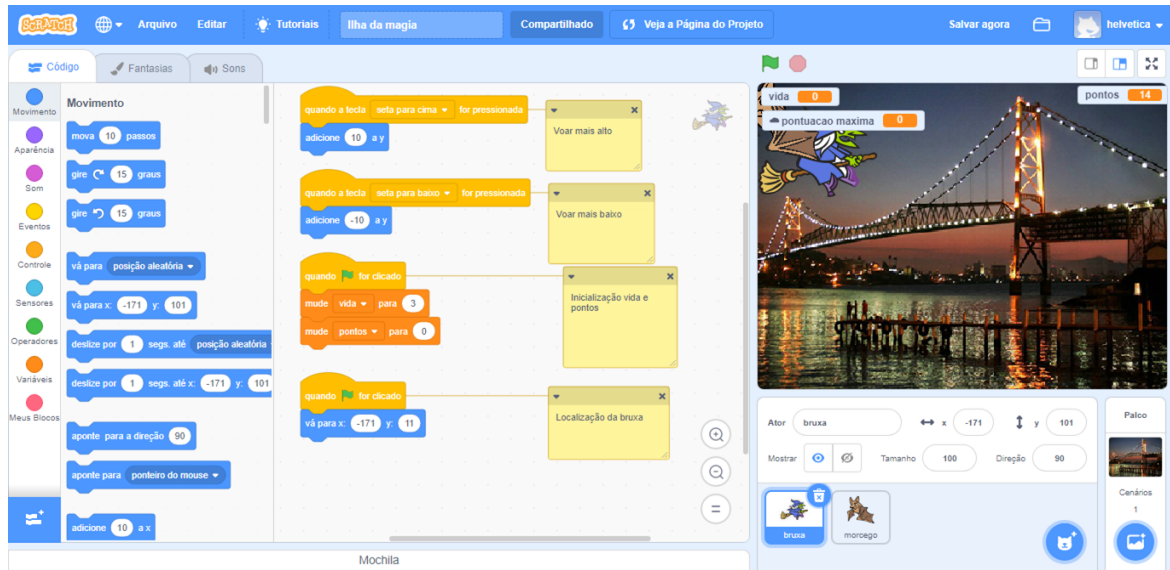 SCRATCH
Arquivo
Editar
Tutoriais
Ilha da magia
Compartilhado
Veja a Página do Projeto
Salvar agora
helvetica
Código
Fantasias
Sons
Movimento
Aparência
Som
Eventos
Controle
Sensores
Operadores
Variáveis
Meus Blocos
Movimento
mova 10 passos
gire 15 graus
gire 15 graus
vá para posição aleatória
vá para x: -171 y: 101
deslize por 1 segs. até posição aleatória
deslize por 1 segs. até x: -171 y: 101
aponte para a direção 90
aponte para ponteiro do mouse
adicione 10 a x
quando a tecla seta para cima for pressionada
adicione 10 a y
Voar mais alto
quando a tecla seta para baixo for pressionada
adicione -10 a y
Voar mais baixo
quando for clicado
mude vida para 3
mude pontos para 0
Inicialização vida e
pontos
quando for clicado
vá para x: -171 y: 11
Localização da bruxa
=
Mochila
vida 0
pontos 14
pontuacao maxima 0
Ator bruxa x -171 y 101
Mostrar Tamanho 100 Direção 90
bruxa
morcego
Palco
Cenários
1